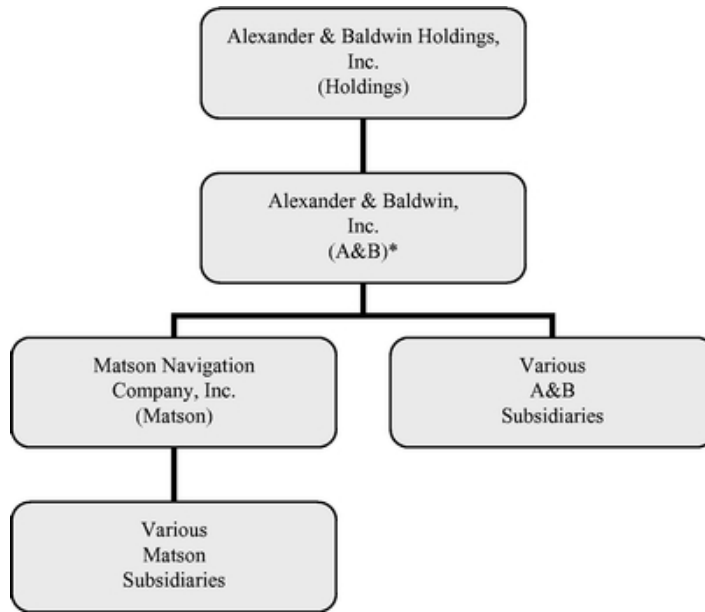 Alexander & Baldwin Holdings,
Inc.
(Holdings)
Alexander & Baldwin,
Inc.
(A&B)*
Matson Navigation
Company, Inc.
(Matson)
Various
A&B
Subsidiaries
Various
Matson
Subsidiaries